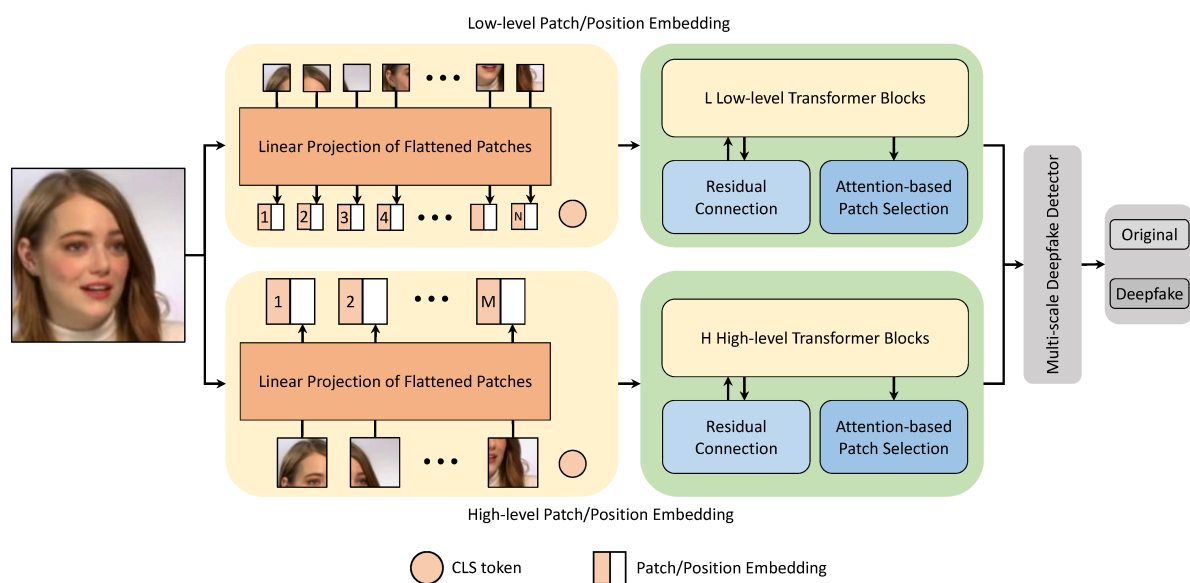 Low-level Patch/Position Embedding
Linear Projection of Flattened Patches
1 2 3 4 N
L Low-level Transformer Blocks
Residual
Connection
Attention-based
Patch Selection
1 2 M
Linear Projection of Flattened Patches
High-level Patch/Position Embedding
H High-level Transformer Blocks
Residual
Connection
Attention-based
Patch Selection
Multi-scale Deepfake Detector
Original
Deepfake
CLS token
Patch/Position Embedding